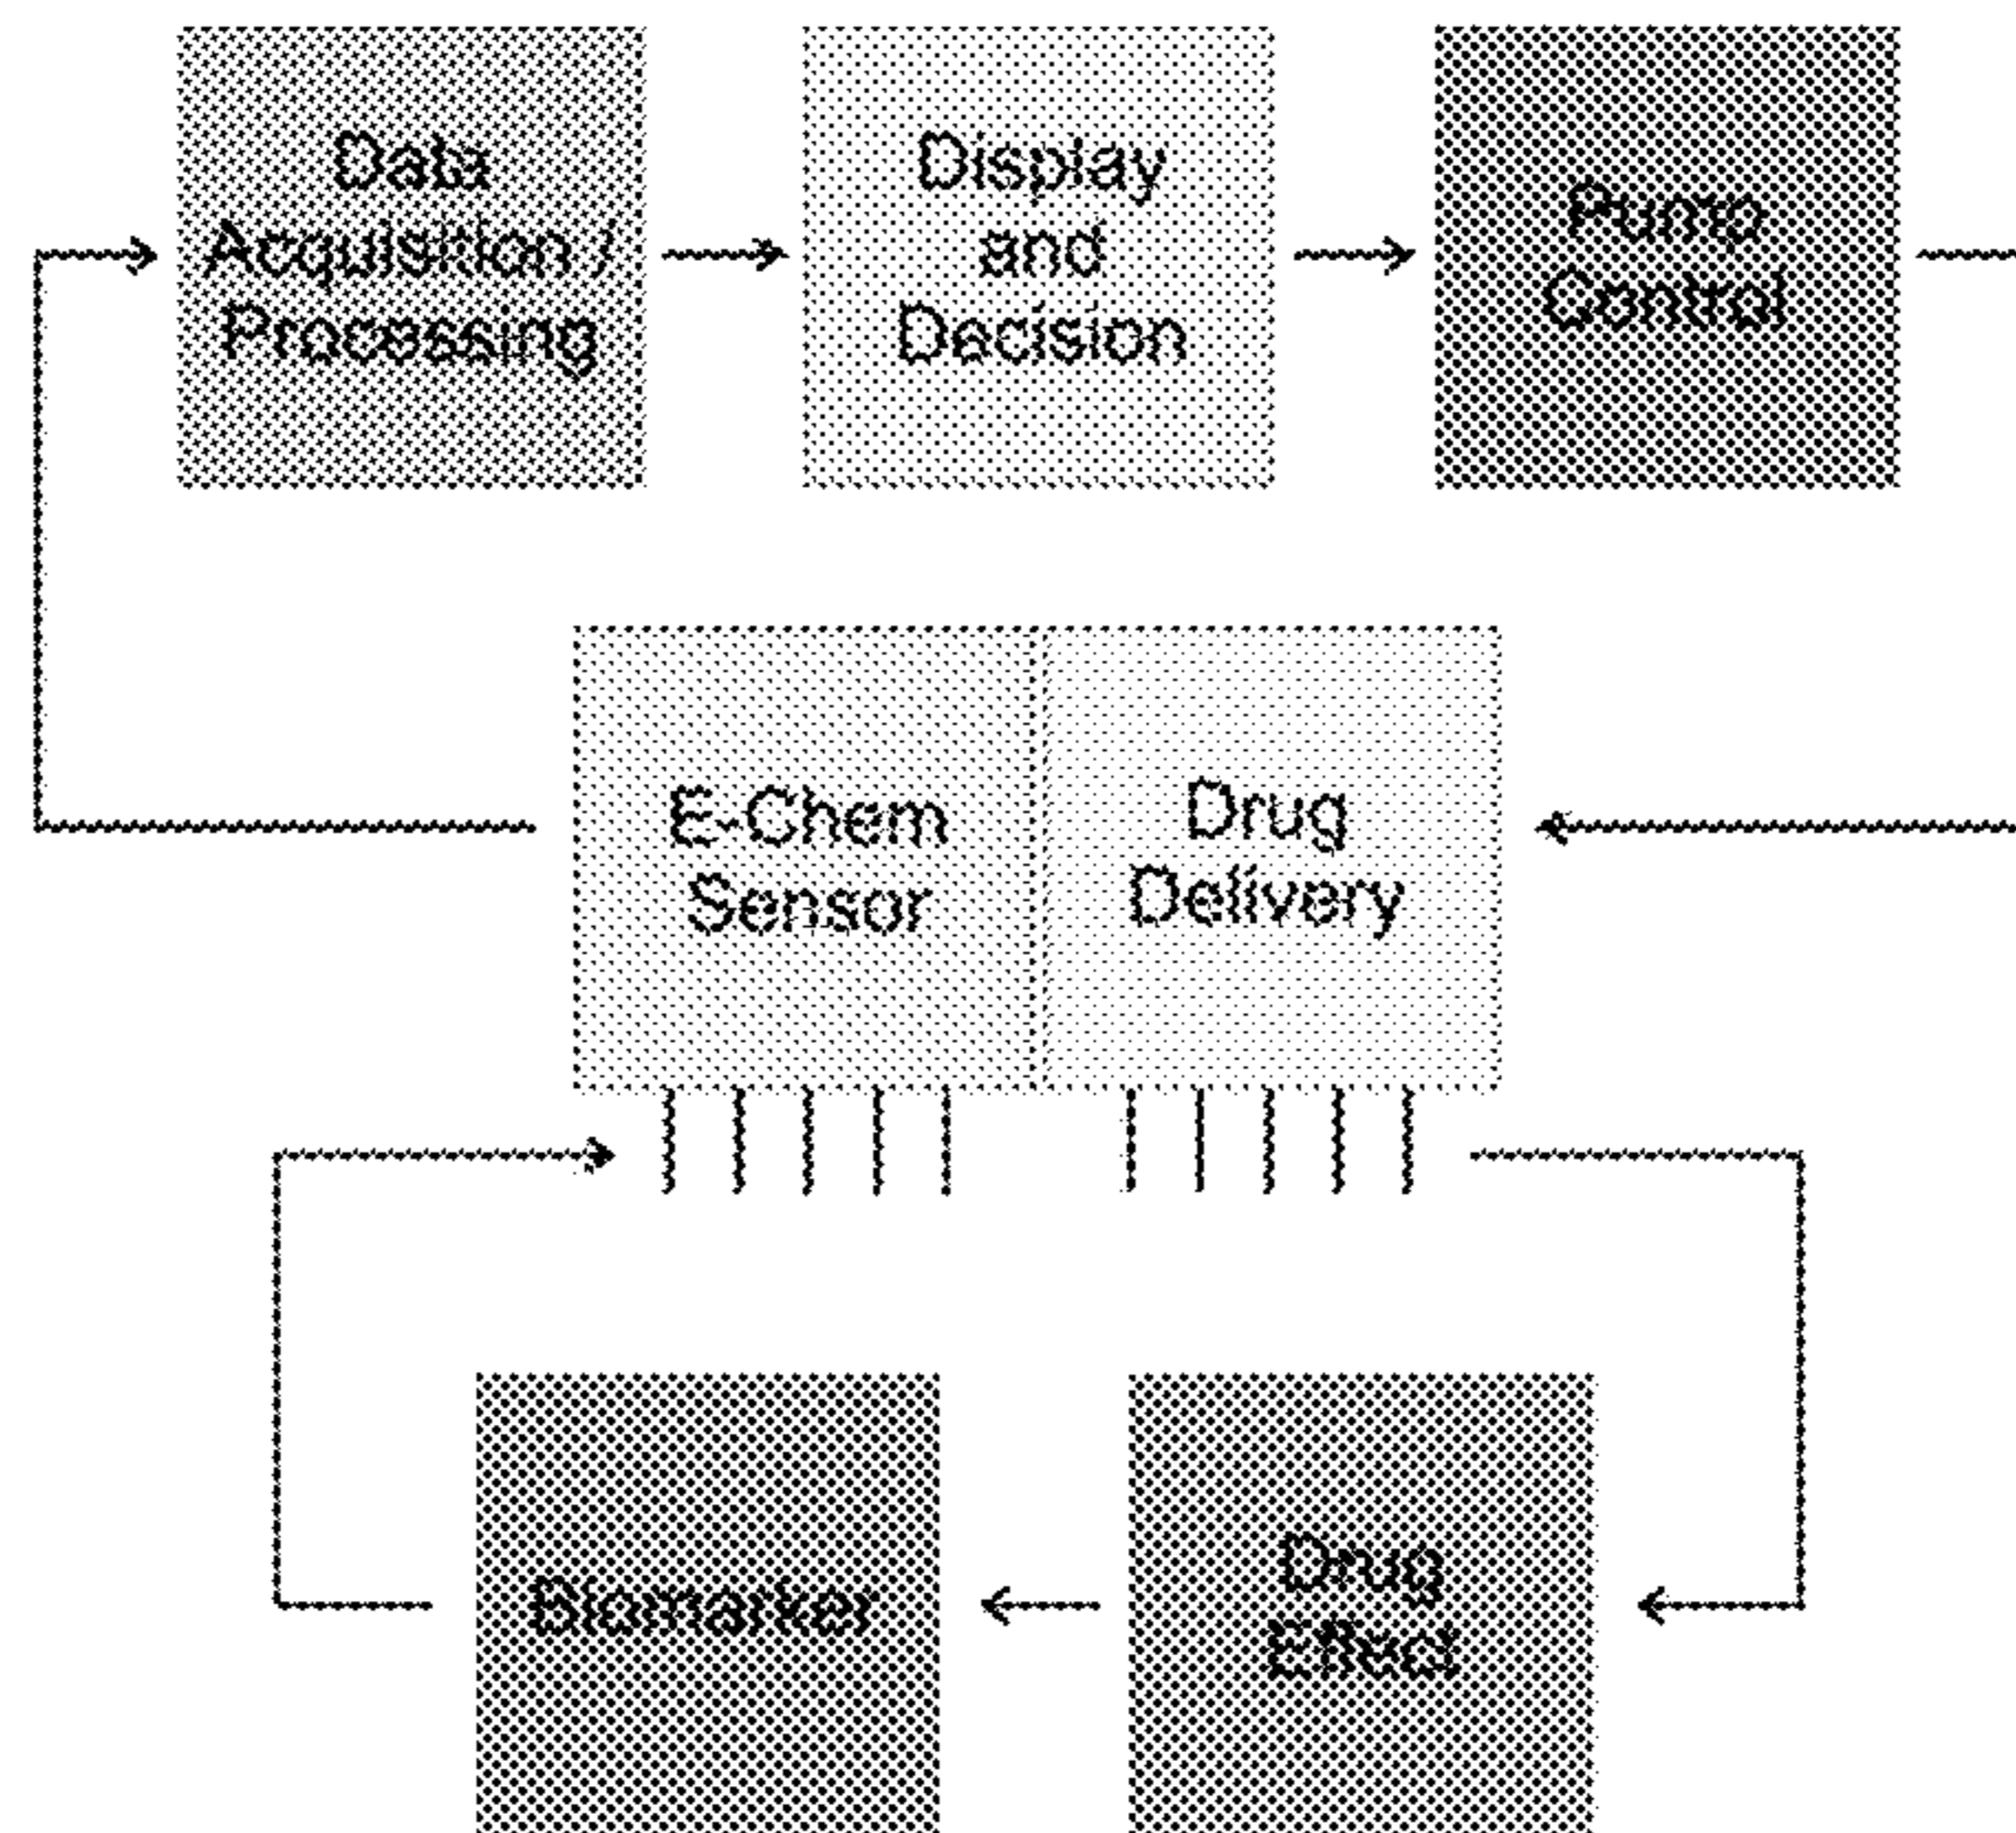 Data
Acquisition /
Processing
Display
and
Decision
Pump
Control
E-Chem
Sensor
Drug
Delivery
Biomarker
Drug
Effect